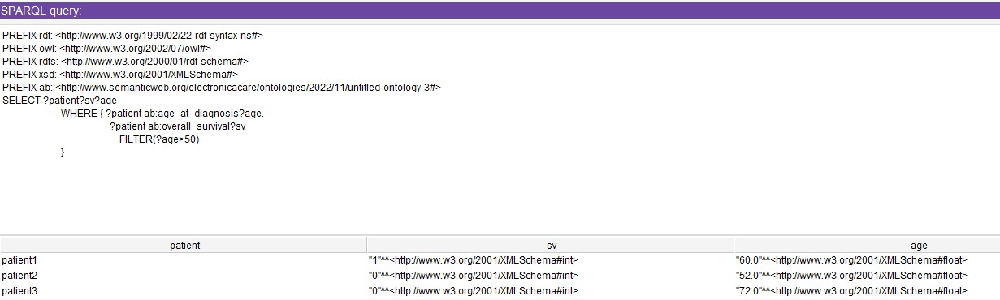 SPARQL query:
PREFIX rdf: <http://www.w3.org/1999/02/22-rdf-syntax-ns#>
PREFIX owl: <http://www.w3.org/2002/07/owl#>
PREFIX rdfs: <http://www.w3.org/2000/01/rdf-schema#>
PREFIX xsd: <http://www.w3.org/2001/XMLSchema#>
PREFIX ab: <http://www.semanticweb.org/electronicacare/ontologies/2022/11/untitled-ontology-3#>
SELECT ?patient?sv?age
WHERE { ?patient ab:age_at_diagnosis?age.
?patient ab:overall_survival?sv
FILTER(?age>50)
}
patient sv age
patient1 "1"^^<http://www.w3.org/2001/XMLSchema#int> "60.0"^^<http://www.w3.org/2001/XMLSchema#float>
patient2 "0"^^<http://www.w3.org/2001/XMLSchema#int> "52.0"^^<http://www.w3.org/2001/XMLSchema#float>
patient3 "0"^^<http://www.w3.org/2001/XMLSchema#int> "72.0"^^<http://www.w3.org/2001/XMLSchema#float>